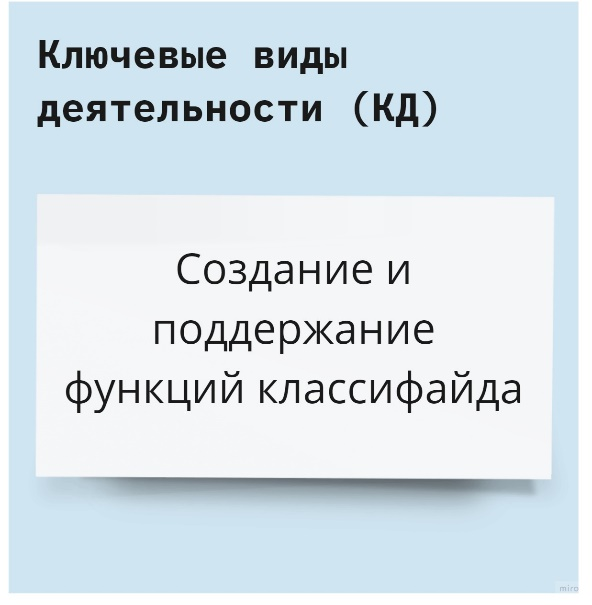 Ключевые виды
деятельности (КД)
Создание и
поддержание
функций классифайда
miro